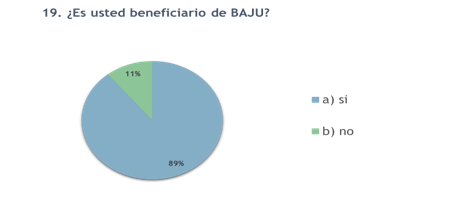 19. ¿Es usted beneficiario de BAJU?
11%
a) si
b) no
89%